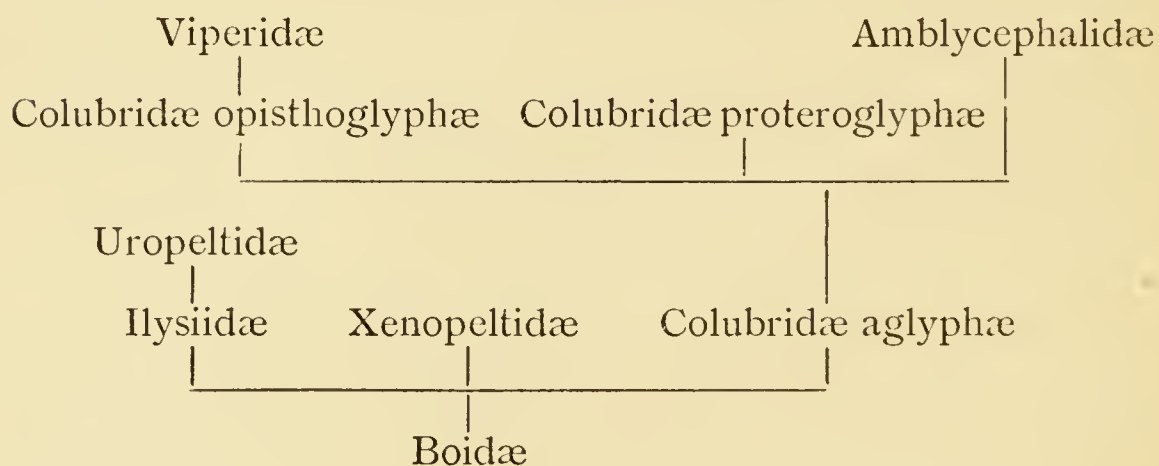 Viperidæ Amblycephalidæ
Colubridæ opisthoglyphæ Colubridæ proteroglyphæ
Uropeltidæ
Ilysiidæ Xenopeltidæ Colubridæ aglyphæ
Boidæ